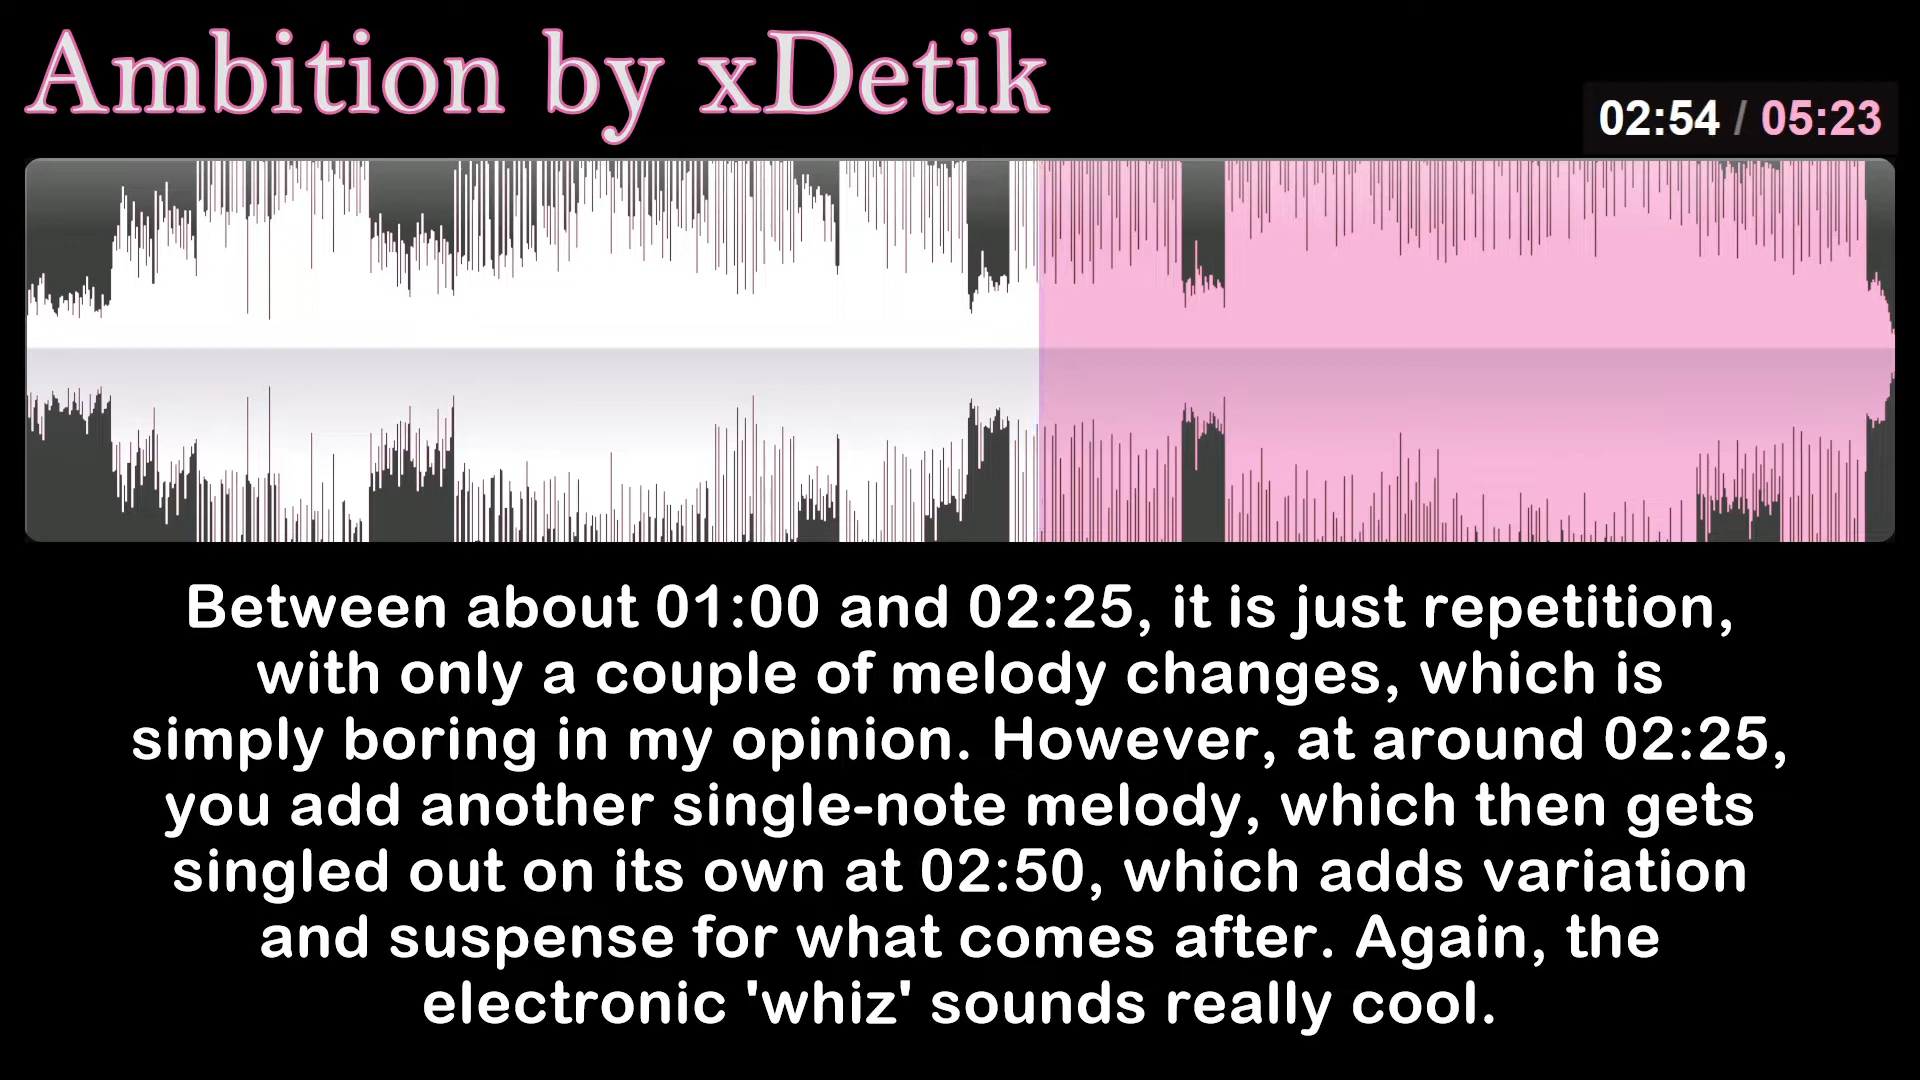 Ambition by xDetik
02:54 / 05:23
Between about 01:00 and 02:25, it is just repetition,
with only a couple of melody changes, which is
simply boring in my opinion. However, at around 02:25,
you add another single-note melody, which then gets
singled out on its own at 02:50, which adds variation
and suspense for what comes after. Again, the
electronic 'whiz' sounds really cool.